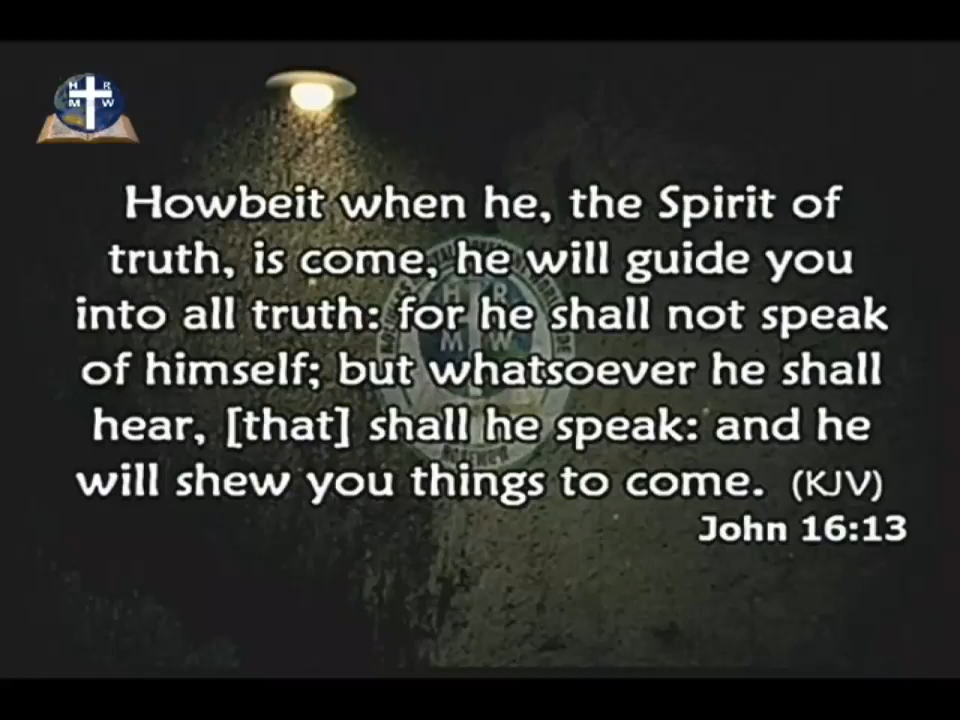 H R
M W
Howbeit when he, the Spirit of
truth, is come, he will guide you
into all truth: for he shall not speak
of himself; but whatsoever he shall
hear, [that] shall he speak: and he
will shew you things to come. (KJV)
John 16:13
H R
M W
SCIENCE